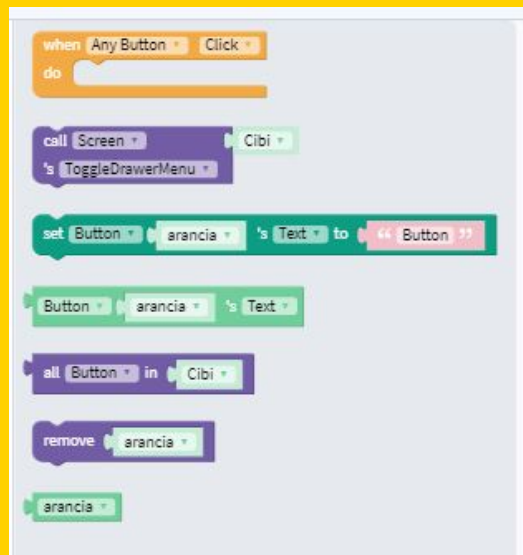 when Any Button Click
do
call Screen Cibi
's ToggleDrawerMenu
set Button arancia 's Text to “ Button ”
Button arancia 's Text
all Button in Cibi
remove arancia
arancia